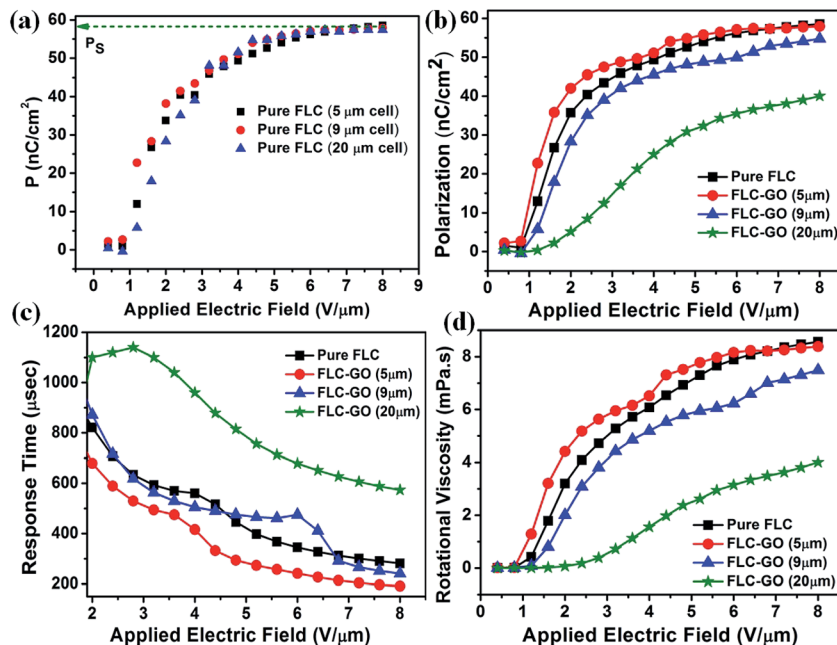 (a)
60
50
40
30
20
10
0
P (nC/cm²)
P_S
Pure FLC (5 μm cell)
Pure FLC (9 μm cell)
Pure FLC (20 μm cell)
0 1 2 3 4 5 6 7 8 9
Applied Electric Field (V/μm)
(b)
60
50
40
30
20
10
0
Polarization (nC/cm²)
Pure FLC
FLC-GO (5μm)
FLC-GO (9μm)
FLC-GO (20μm)
0 1 2 3 4 5 6 7 8
Applied Electric Field (V/μm)
(c)
1200
1000
800
600
400
200
Response Time (μsec)
Pure FLC
FLC-GO (5μm)
FLC-GO (9μm)
FLC-GO (20μm)
2 3 4 5 6 7 8
Applied Electric Field (V/μm)
(d)
8
6
4
2
0
Rotational Viscosity (mPa.s)
Pure FLC
FLC-GO (5μm)
FLC-GO (9μm)
FLC-GO (20μm)
0 1 2 3 4 5 6 7 8
Applied Electric Field (V/μm)